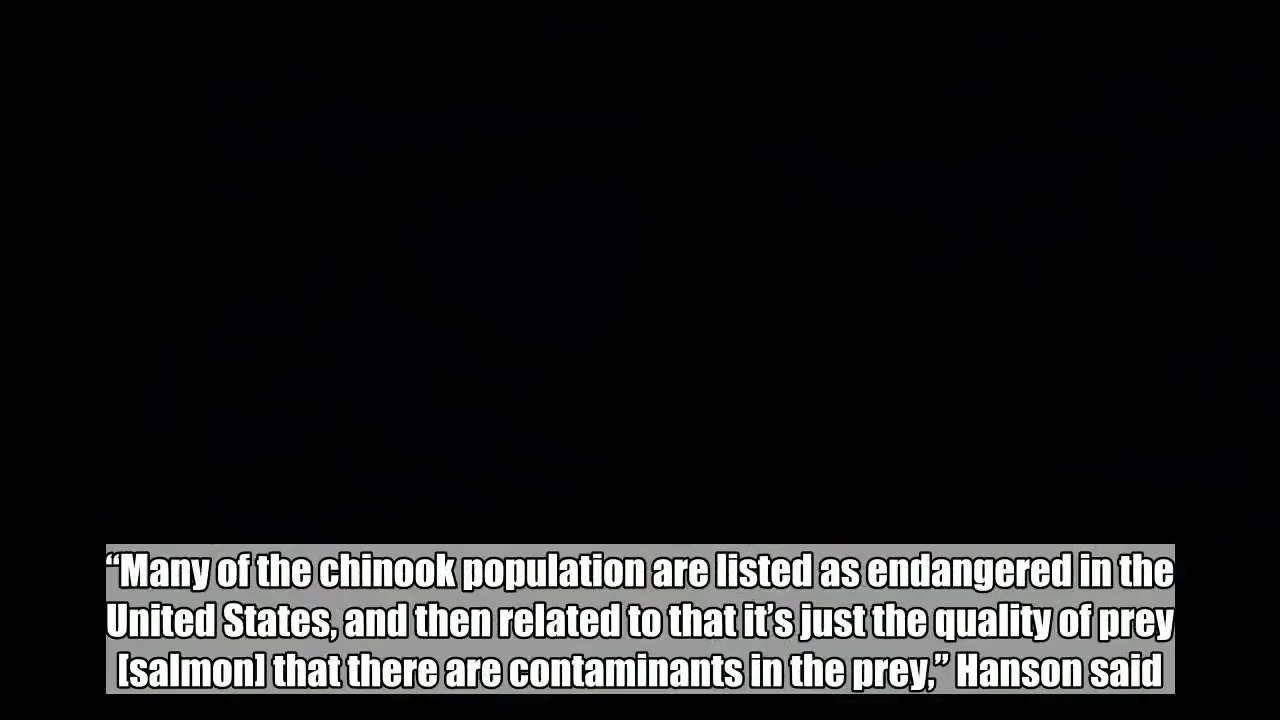 “Many of the chinook population are listed as endangered in the
United States, and then related to that it’s just the quality of prey
[salmon] that there are contaminants in the prey,” Hanson said